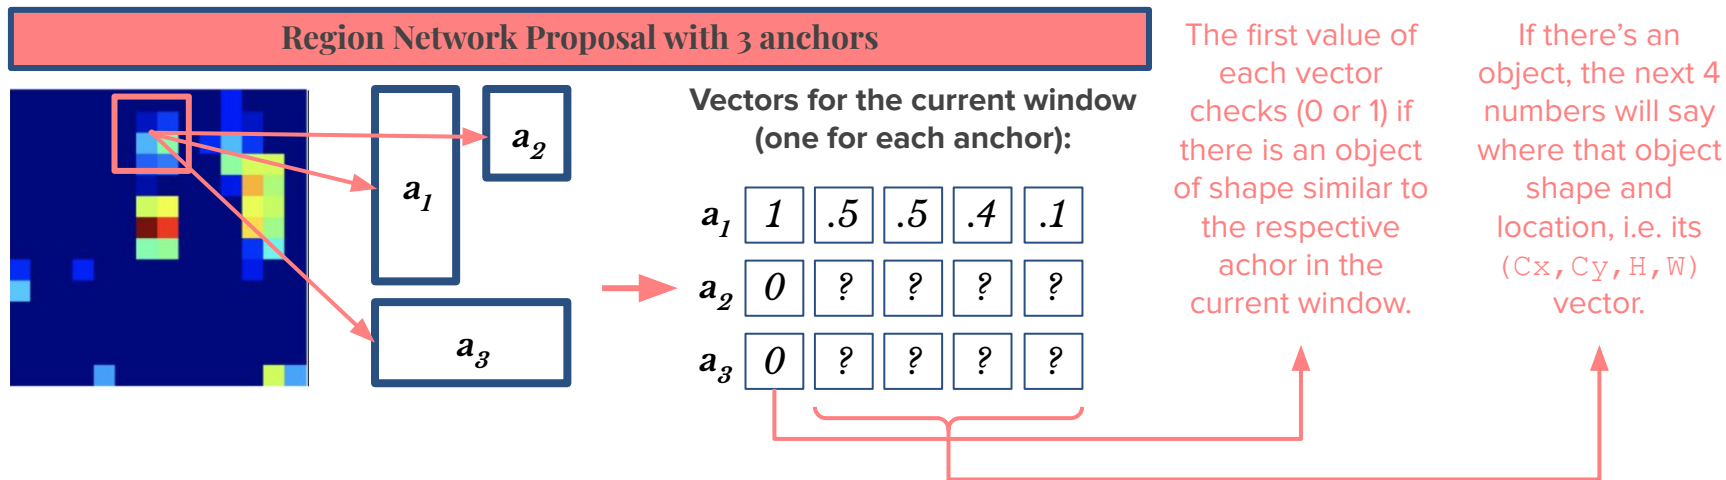 Region Network Proposal with 3 anchors
a2
a1
a3
Vectors for the current window
(one for each anchor):
a1 1 .5 .5 .4 .1
a2 0 ? ? ? ?
a3 0 ? ? ? ?
The first value of
each vector
checks (0 or 1) if
there is an object
of shape similar to
the respective
achor in the
current window.
If there's an
object, the next 4
numbers will say
where that object
shape and
location, i.e. its
(Cx,Cy,H,W)
vector.